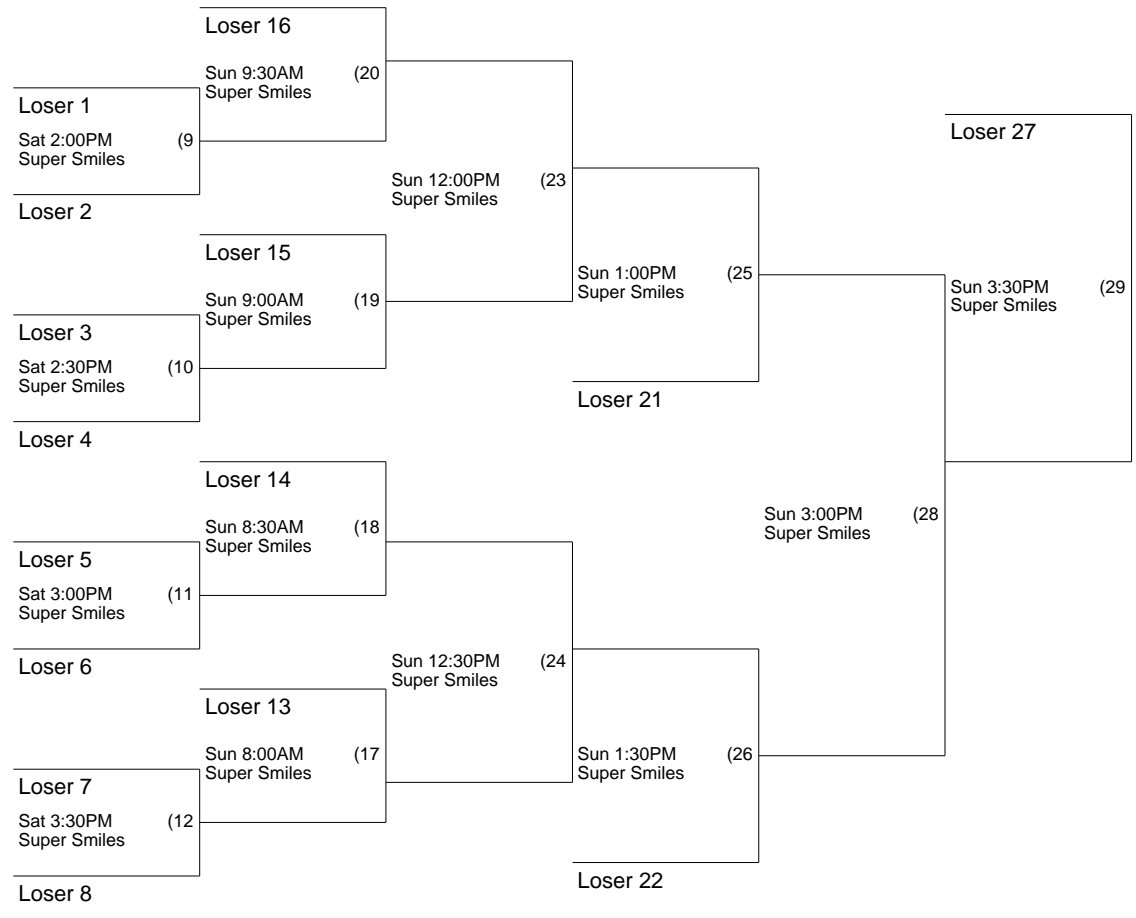 Loser 16
Sun 9:30AM (20
Super Smiles
Loser 1
Sat 2:00PM (9
Super Smiles
Loser 2
Loser 27
Sun 12:00PM (23
Super Smiles
Loser 15
Sun 9:00AM (19
Super Smiles
Sun 1:00PM (25
Super Smiles
Sun 3:30PM (29
Super Smiles
Loser 3
Sat 2:30PM (10
Super Smiles
Loser 4
Loser 21
Loser 14
Sun 8:30AM (18
Super Smiles
Sun 3:00PM (28
Super Smiles
Loser 5
Sat 3:00PM (11
Super Smiles
Loser 6
Sun 12:30PM (24
Super Smiles
Loser 13
Sun 8:00AM (17
Super Smiles
Sun 1:30PM (26
Super Smiles
Loser 7
Sat 3:30PM (12
Super Smiles
Loser 8
Loser 22